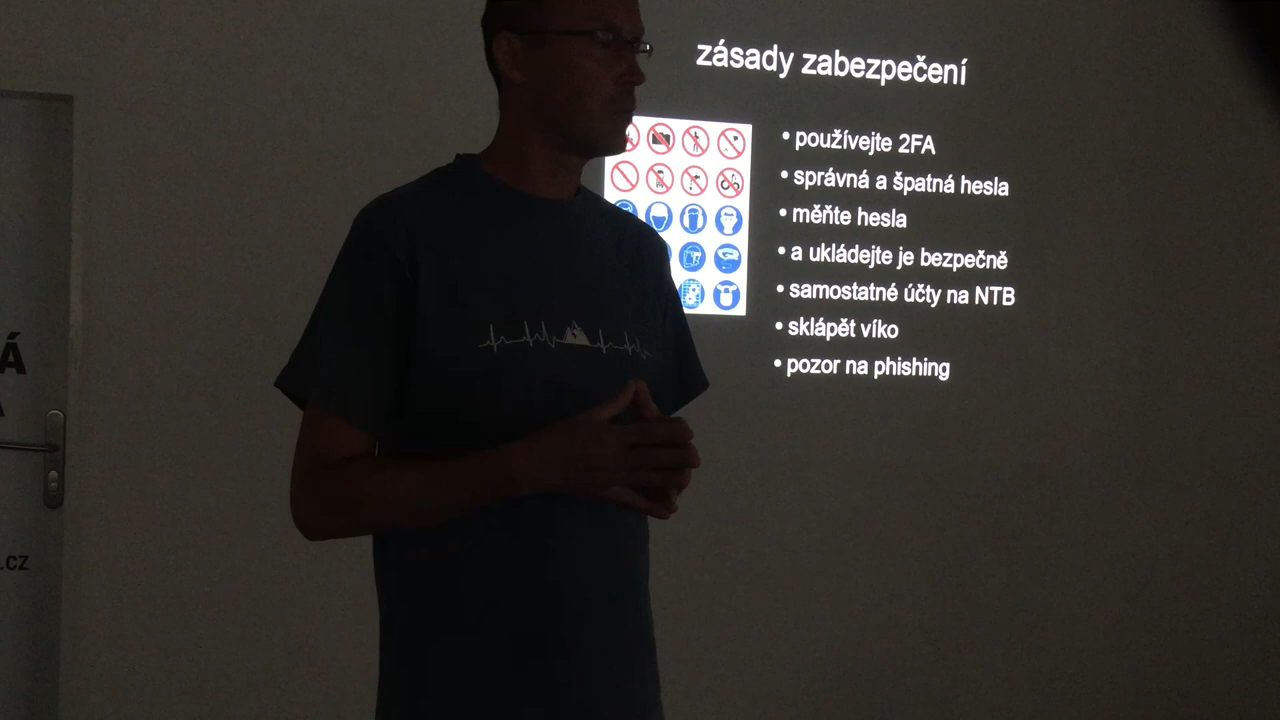 zásady zabezpečení
• používejte 2FA
• správná a špatná hesla
• měňte hesla
• a ukládejte je bezpečně
• samostatné účty na NTB
• sklápět víko
• pozor na phishing
Á
.cz